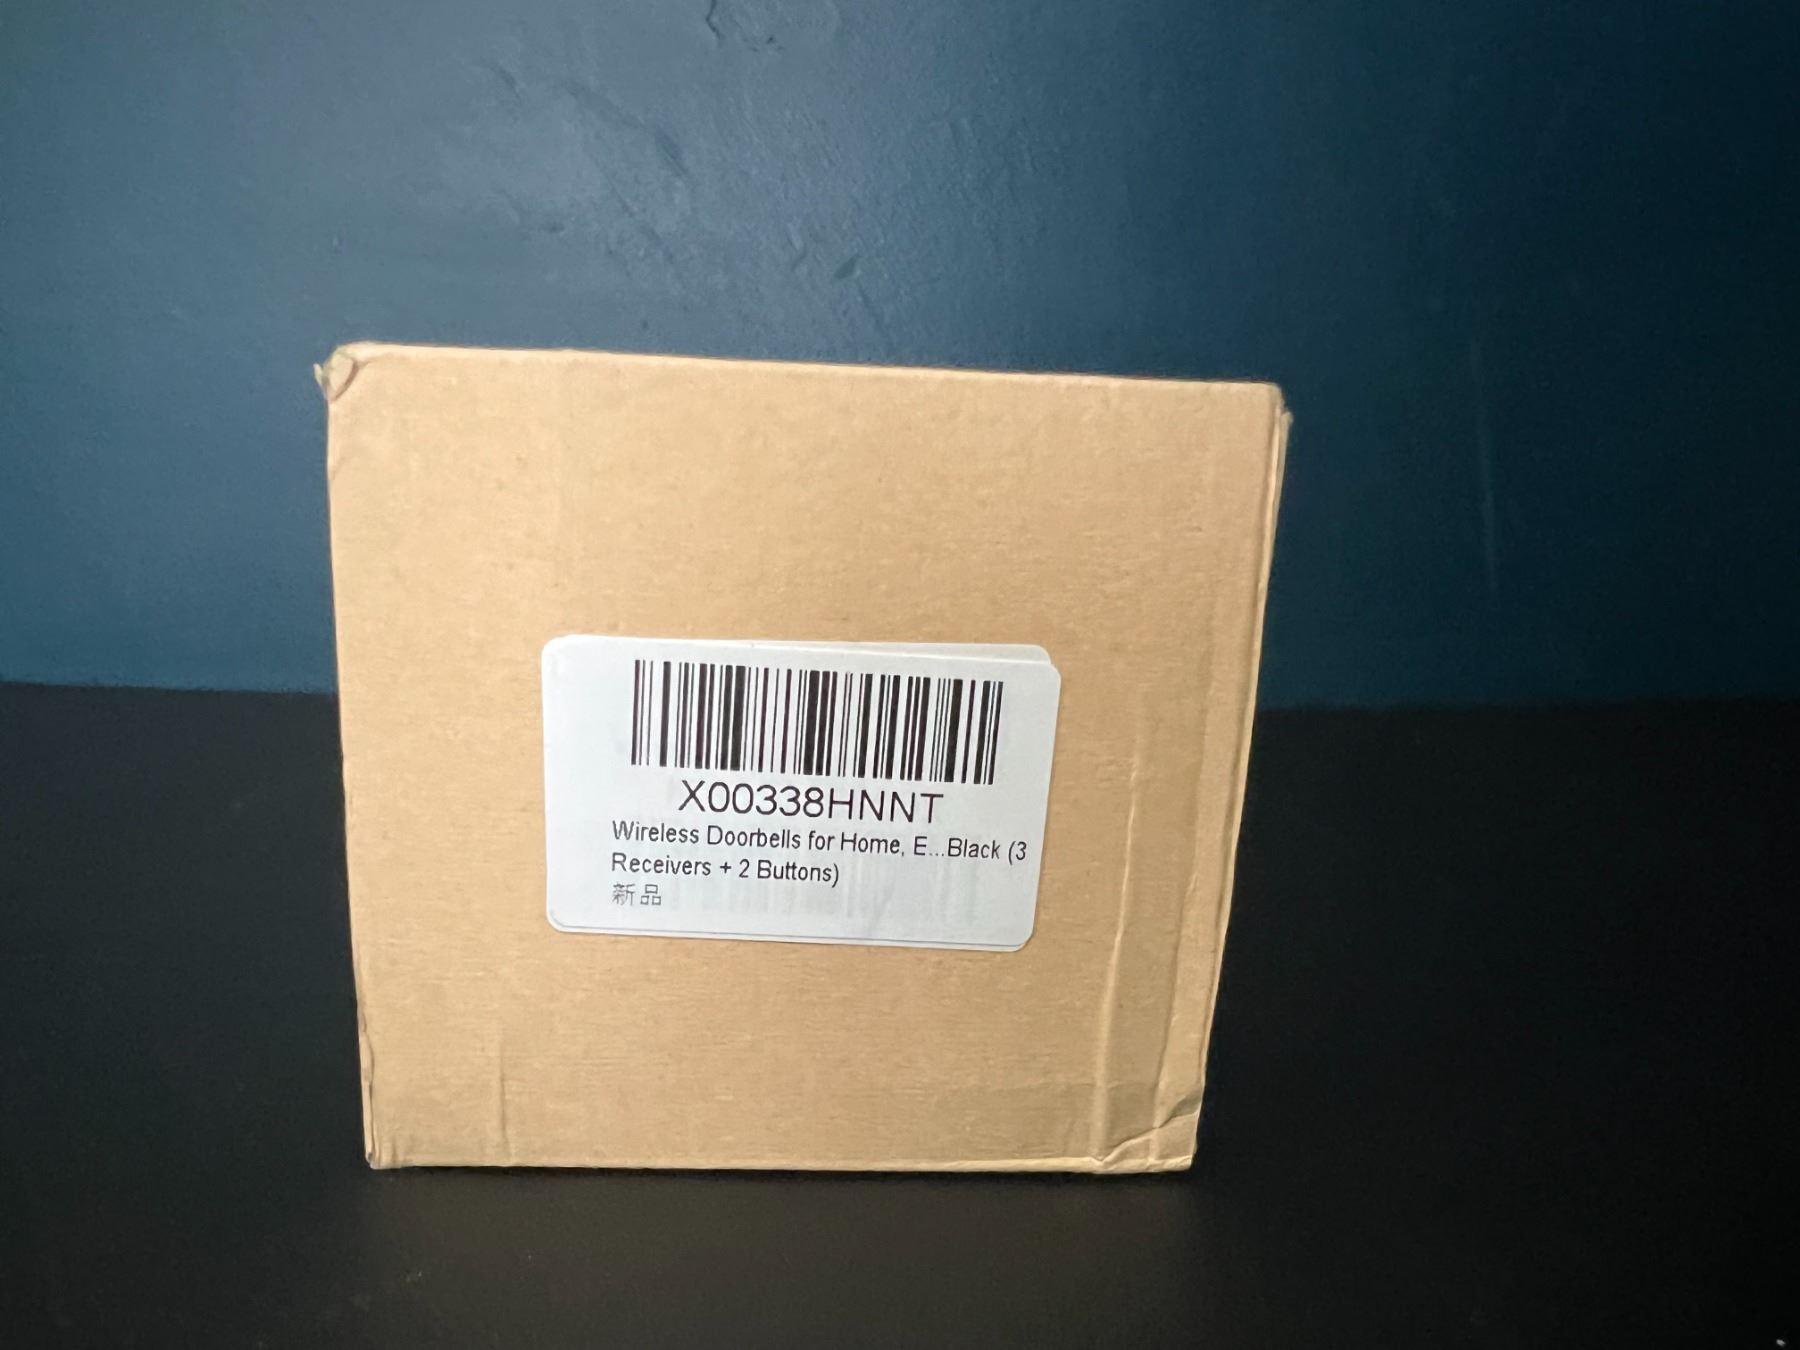 X00338HNNT
Wireless Doorbells for Home, E...Black (3
Receivers + 2 Buttons)
新品